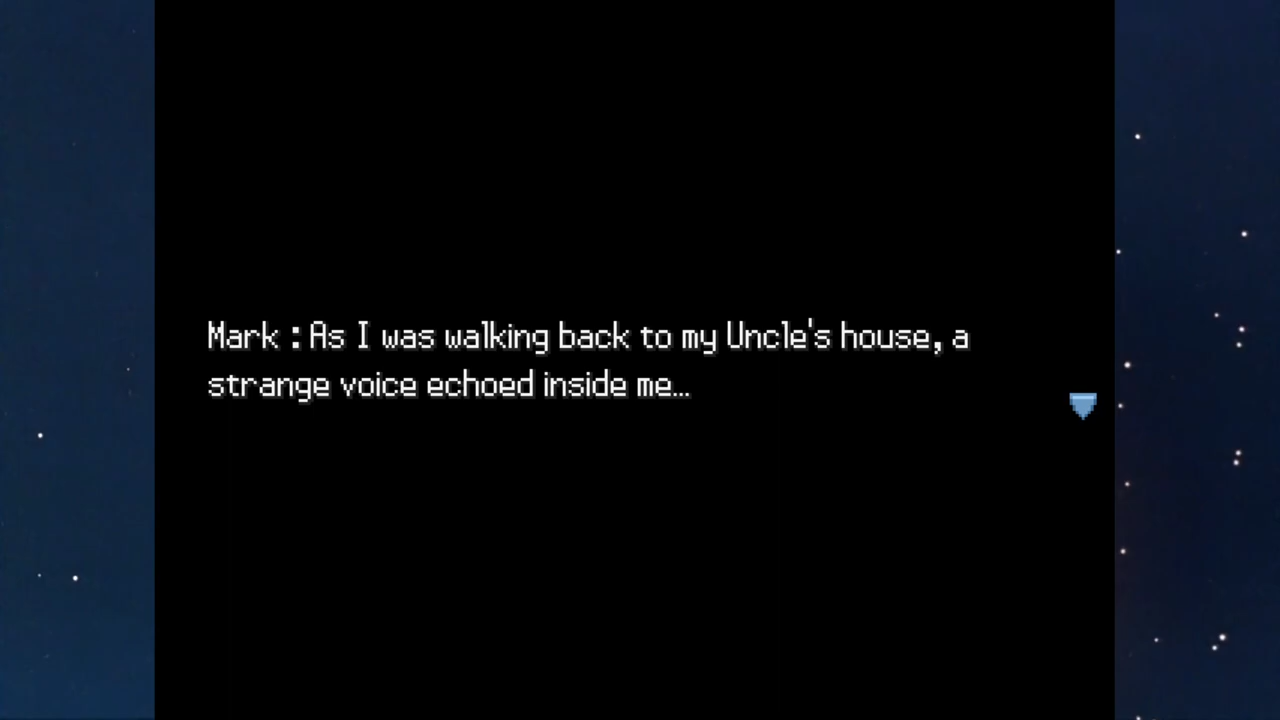 Mark : As I was walking back to my Uncle's house, a
strange voice echoed inside me...